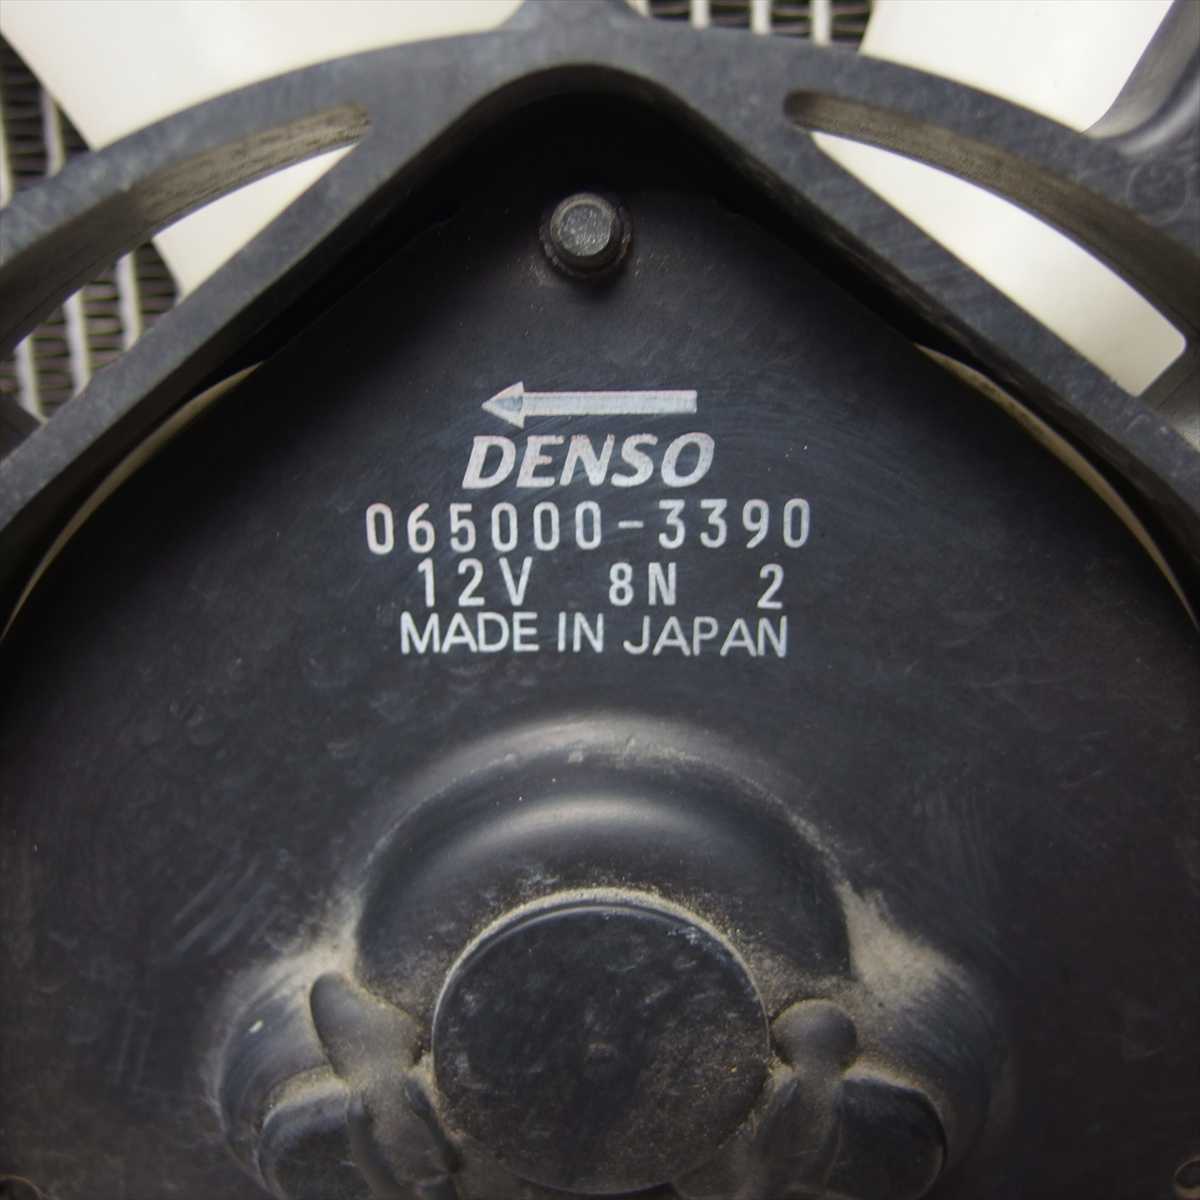 DENSO
065000-3390
12V 8N 2
MADE IN JAPAN